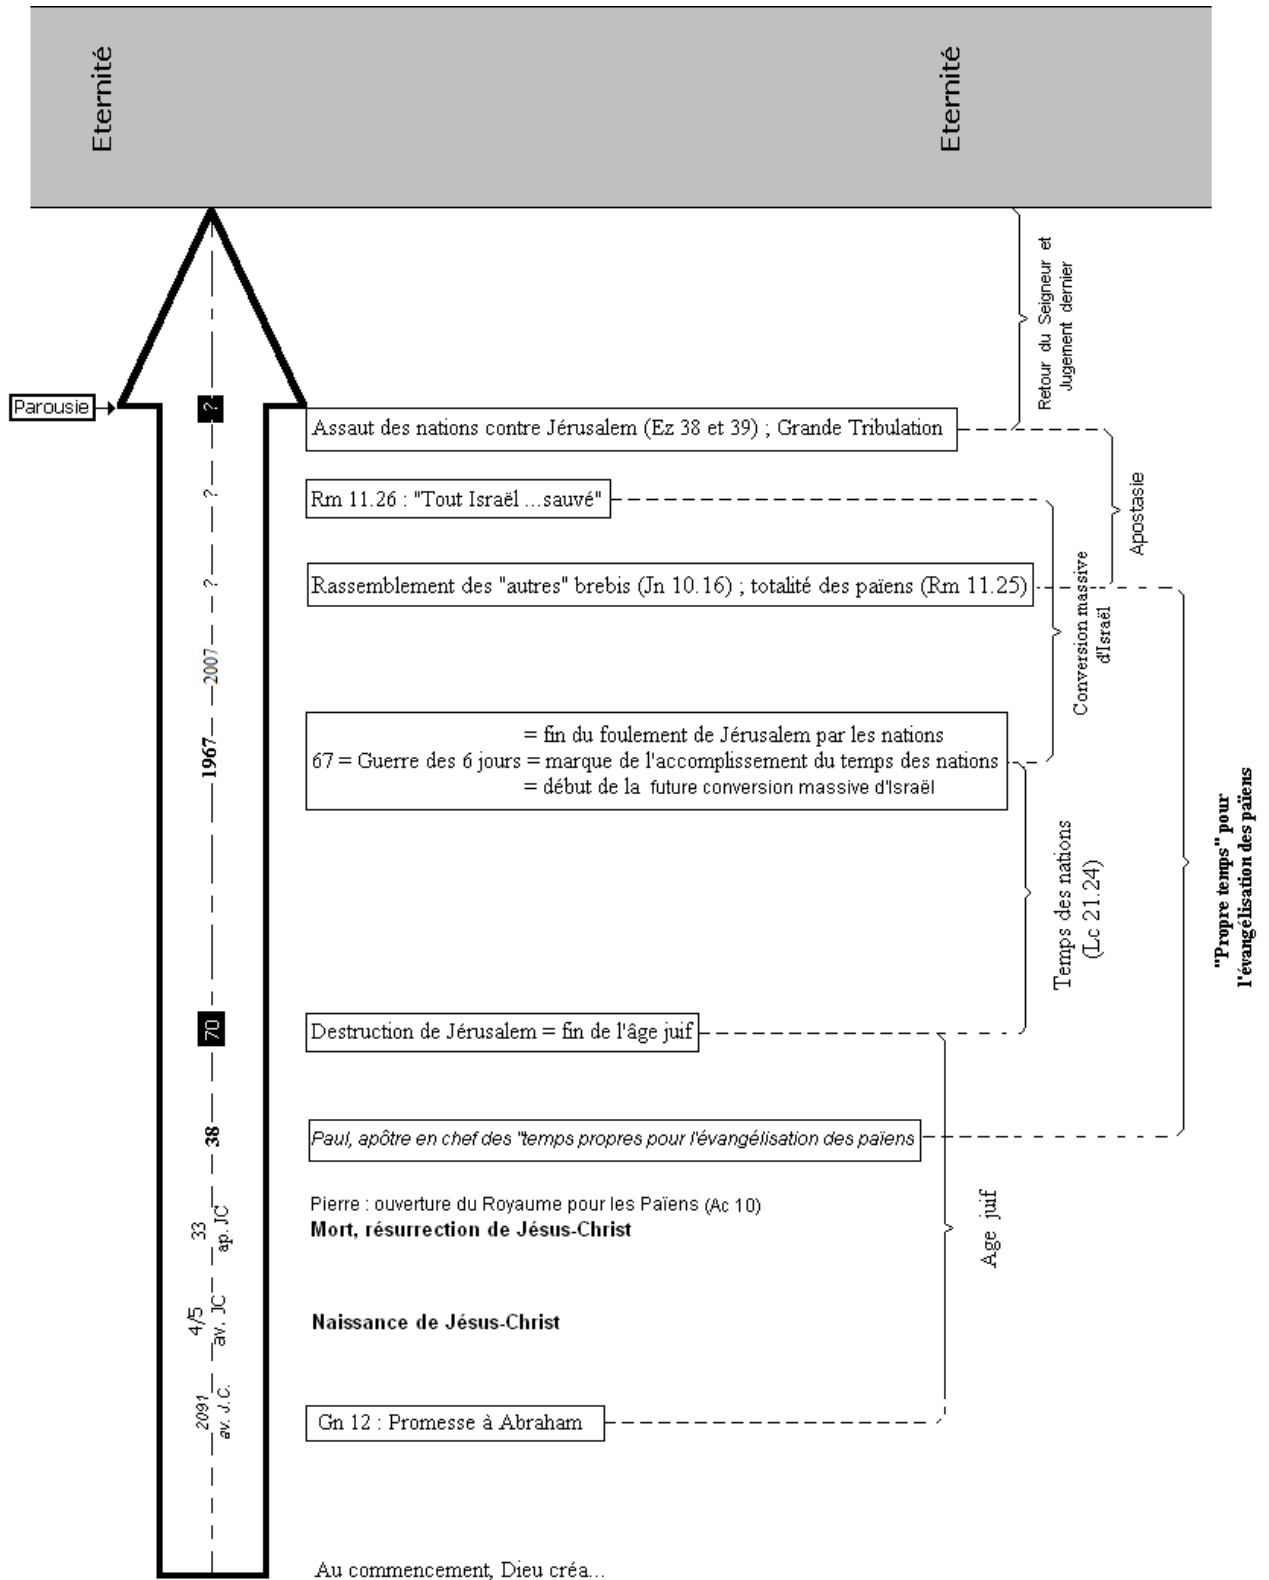 Eternité
Eternité
Retour du Seigneur et
Jugement dernier
Parousie
?
Assaut des nations contre Jérusalem (Ez 38 et 39) ; Grande Tribulation
Apostasie
?
Rm 11.26 : "Tout Israël ...sauvé"
?
Rassemblement des "autres" brebis (Jn 10.16) ; totalité des païens (Rm 11.25)
Conversion massive
d'Israël
2007
1967
= fin du foulement de Jérusalem par les nations
67 = Guerre des 6 jours = marque de l'accomplissement du temps des nations
= début de la future conversion massive d'Israël
Temps des nations
(Lc 21.24)
"Propre temps" pour
l'évangélisation des païens
70
Destruction de Jérusalem = fin de l'âge juif
38
Paul, apôtre en chef des "temps propres pour l'évangélisation des païens
33
ap. JC
Pierre : ouverture du Royaume pour les Païens (Ac 10)
Mort, résurrection de Jésus-Christ
Age juif
4/5
av. JC
Naissance de Jésus-Christ
2091
av. J.C.
Gn 12 : Promesse à Abraham
Au commencement, Dieu créa...